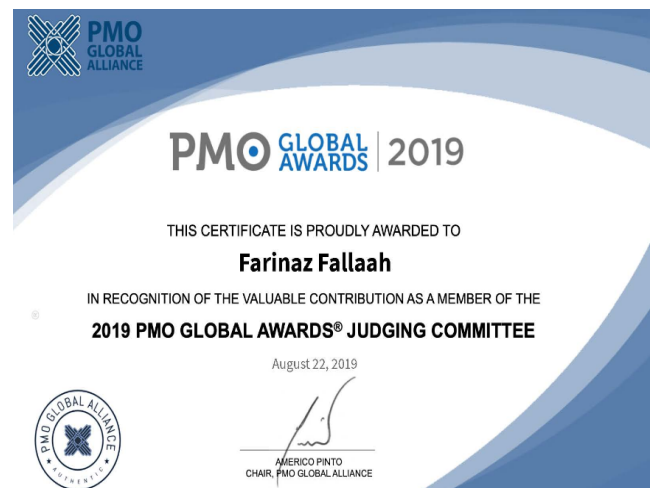 PMO
GLOBAL
ALLIANCE
PMO GLOBAL AWARDS | 2019
THIS CERTIFICATE IS PROUDLY AWARDED TO
Farinaz Fallaah
IN RECOGNITION OF THE VALUABLE CONTRIBUTION AS A MEMBER OF THE
2019 PMO GLOBAL AWARDS® JUDGING COMMITTEE
August 22, 2019
AMERICO PINTO
CHAIR, PMO GLOBAL ALLIANCE
PMO GLOBAL ALLIANCE
AUTHENTIC